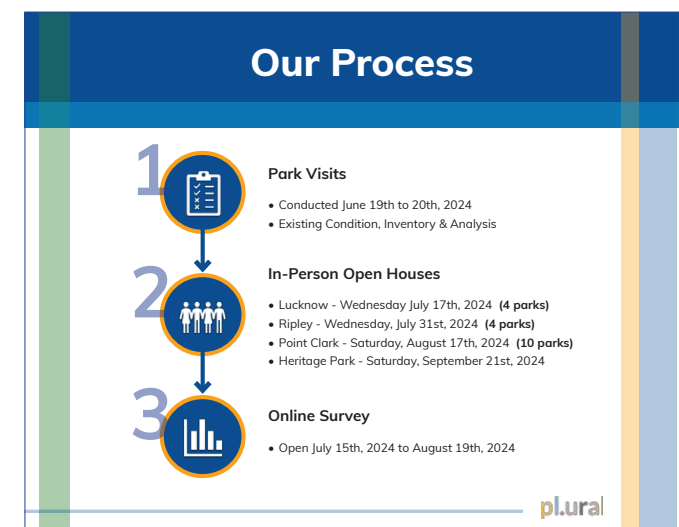 Our Process
1
Park Visits
• Conducted June 19th to 20th, 2024
• Existing Condition, Inventory & Analysis
2
In-Person Open Houses
• Lucknow - Wednesday July 17th, 2024 (4 parks)
• Ripley - Wednesday, July 31st, 2024 (4 parks)
• Point Clark - Saturday, August 17th, 2024 (10 parks)
• Heritage Park - Saturday, September 21st, 2024
3
Online Survey
• Open July 15th, 2024 to August 19th, 2024
pl.ural